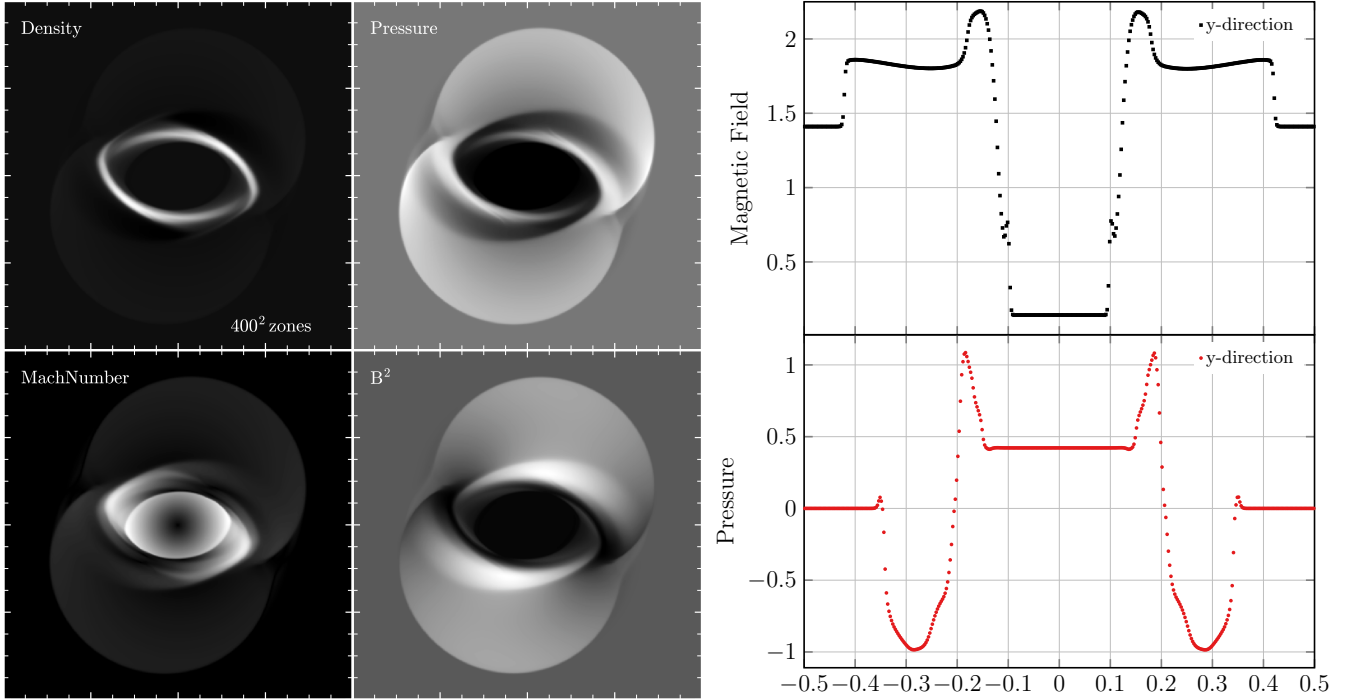 Density
Pressure
400² zones
MachNumber
B²
Magnetic Field
2
1.5
1
0.5
y-direction
Pressure
1
0.5
0
−0.5
−1
y-direction
−0.5 −0.4 −0.3 −0.2 −0.1 0 0.1 0.2 0.3 0.4 0.5